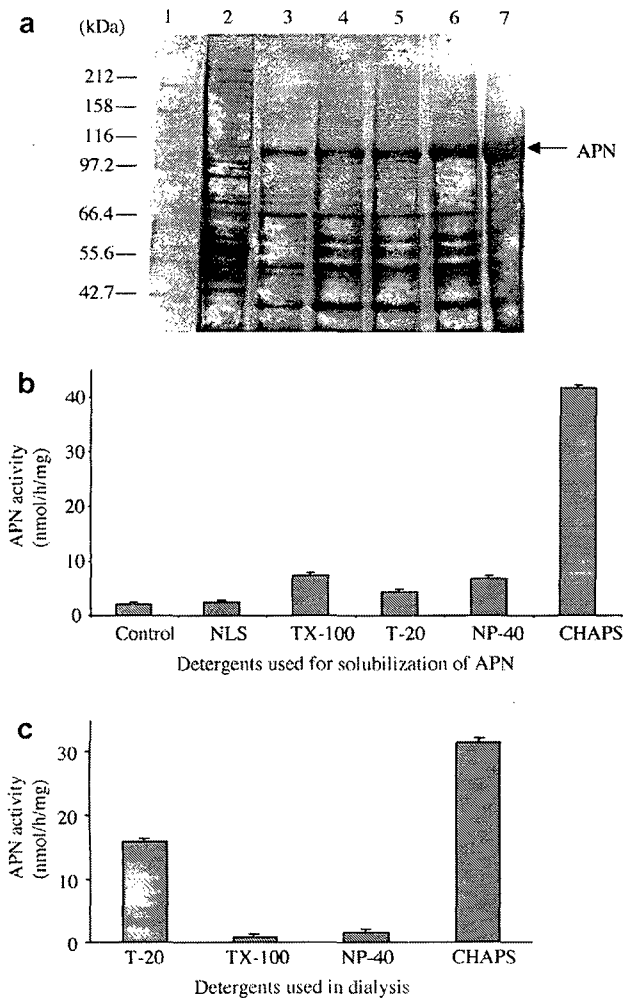 a
(kDa)
1 2 3 4 5 6 7
212
158
116
APN
97.2
66.4
55.6
42.7
b
APN activity
(nmol/h/mg)
40
30
20
10
0
Control NLS TX-100 T-20 NP-40 CHAPS
Detergents used for solubilization of APN
c
APN activity
(nmol/h/mg)
30
20
10
0
T-20 TX-100 NP-40 CHAPS
Detergents used in dialysis